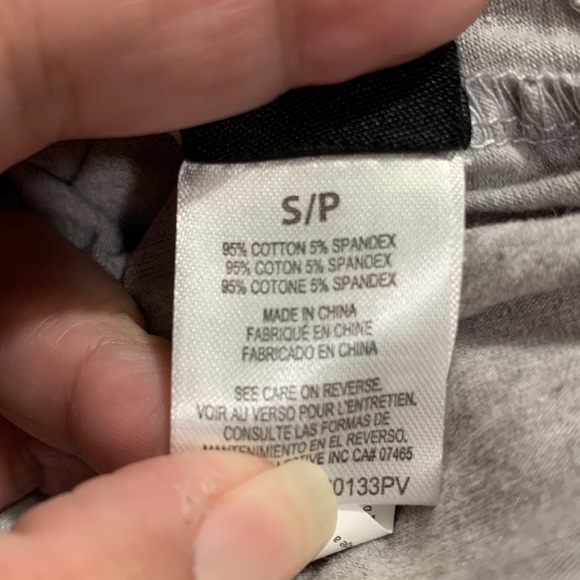 S/P
95% COTTON 5% SPANDEX
95% COTON 5% SPANDEX
95% COTONE 5% SPANDEX
MADE IN CHINA
FABRIQUÉ EN CHINE
FABRICADO EN CHINA
SEE CARE ON REVERSE.
VOIR AU VERSO POUR L'ENTRETIEN.
CONSULTE LAS FORMAS DE
MANTENIMIENTO EN EL REVERSO.
INC CA# 07465
0133PV